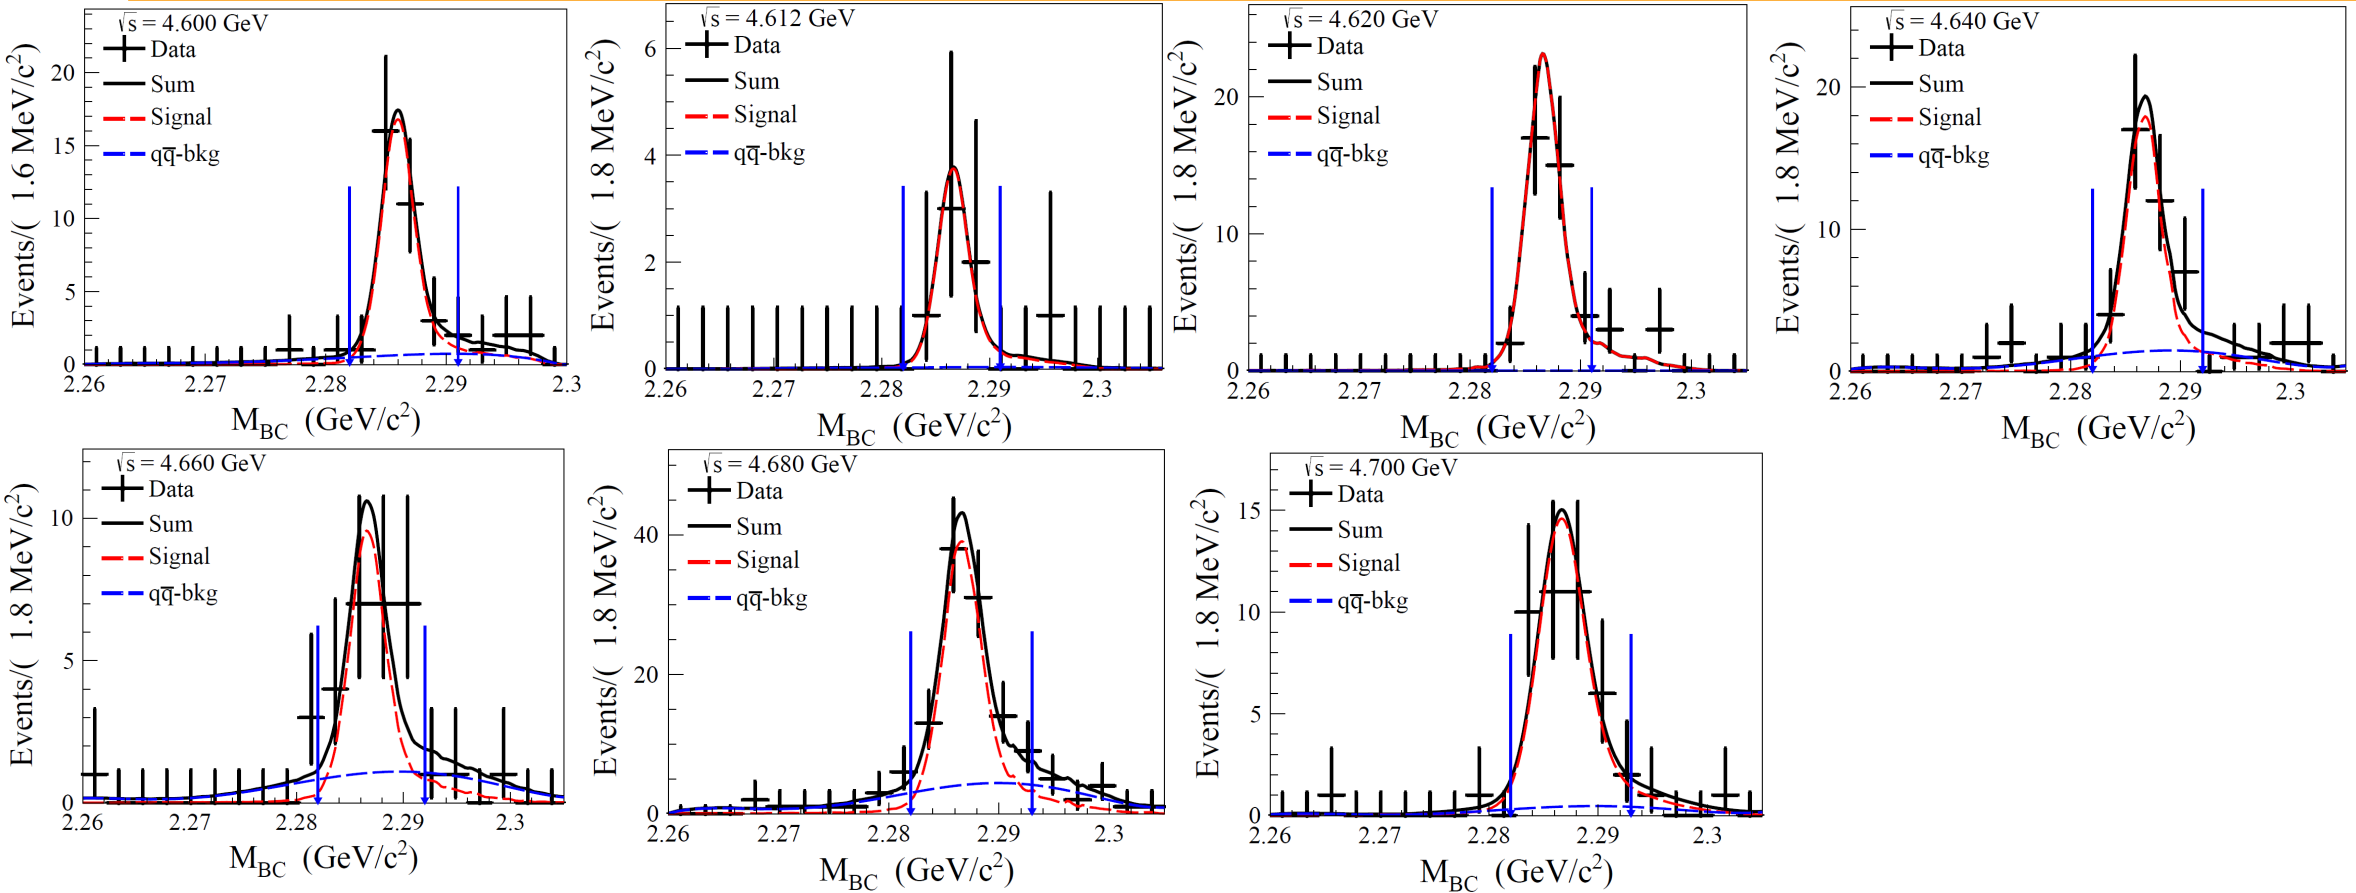 √s = 4.600 GeV
Data
Sum
Signal
qq̅-bkg
Events/( 1.6 MeV/c²)
20
15
10
5
0
2.26 2.27 2.28 2.29 2.3
M_BC (GeV/c²)
√s = 4.612 GeV
Data
Sum
Signal
qq̅-bkg
Events/( 1.8 MeV/c²)
6
4
2
0
2.26 2.27 2.28 2.29 2.3
M_BC (GeV/c²)
√s = 4.620 GeV
Data
Sum
Signal
qq̅-bkg
Events/( 1.8 MeV/c²)
20
10
0
2.26 2.27 2.28 2.29 2.3
M_BC (GeV/c²)
√s = 4.640 GeV
Data
Sum
Signal
qq̅-bkg
Events/( 1.8 MeV/c²)
20
10
0
2.26 2.27 2.28 2.29 2.3
M_BC (GeV/c²)
√s = 4.660 GeV
Data
Sum
Signal
qq̅-bkg
Events/( 1.8 MeV/c²)
10
5
0
2.26 2.27 2.28 2.29 2.3
M_BC (GeV/c²)
√s = 4.680 GeV
Data
Sum
Signal
qq̅-bkg
Events/( 1.8 MeV/c²)
40
20
0
2.26 2.27 2.28 2.29 2.3
M_BC (GeV/c²)
√s = 4.700 GeV
Data
Sum
Signal
qq̅-bkg
Events/( 1.8 MeV/c²)
15
10
5
0
2.26 2.27 2.28 2.29 2.3
M_BC (GeV/c²)